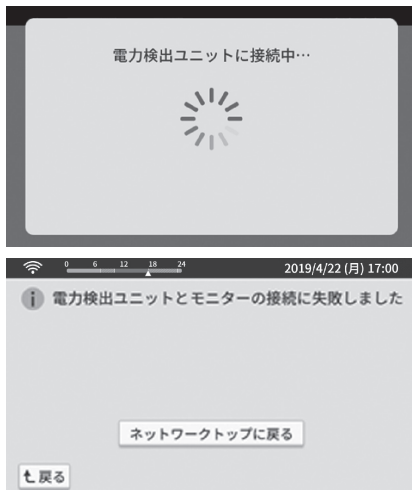 電力検出ユニットに接続中…
0 6 12 18 24
2019/4/22 (月) 17:00
電力検出ユニットとモニターの接続に失敗しました
ネットワークトップに戻る
戻る